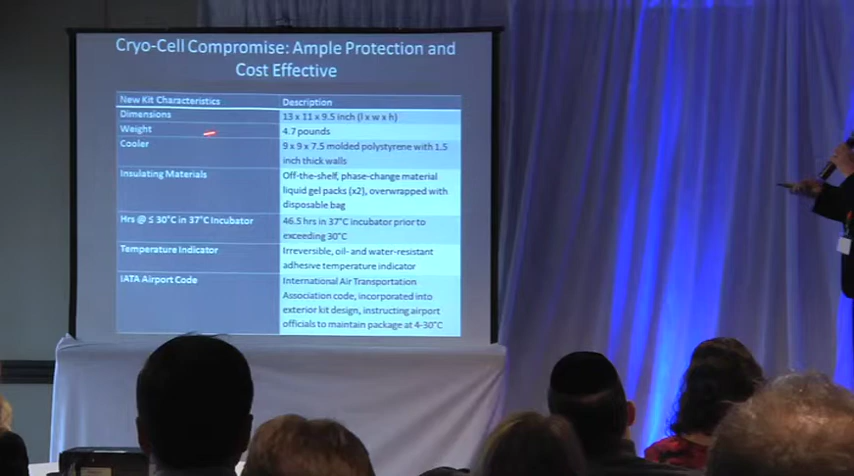 Cryo-Cell Compromise: Ample Protection and
Cost Effective
New Kit Characteristics Description
Dimensions 13 x 11 x 9.5 inch (l x w x h)
Weight 4.7 pounds
Cooler 9 x 9 x 7.5 molded polystyrene with 1.5
inch thick walls
Insulating Materials Off-the-shelf, phase-change material
liquid gel packs (x2), overwrapped with
disposable bag
Hrs @ ≤ 30°C in 37°C Incubator 46.5 hrs in 37°C incubator prior to
exceeding 30°C
Temperature Indicator Irreversible, oil- and water-resistant
adhesive temperature indicator
IATA Airport Code International Air Transportation
Association code, incorporated into
exterior kit design, instructing airport
officials to maintain package at 4-30°C